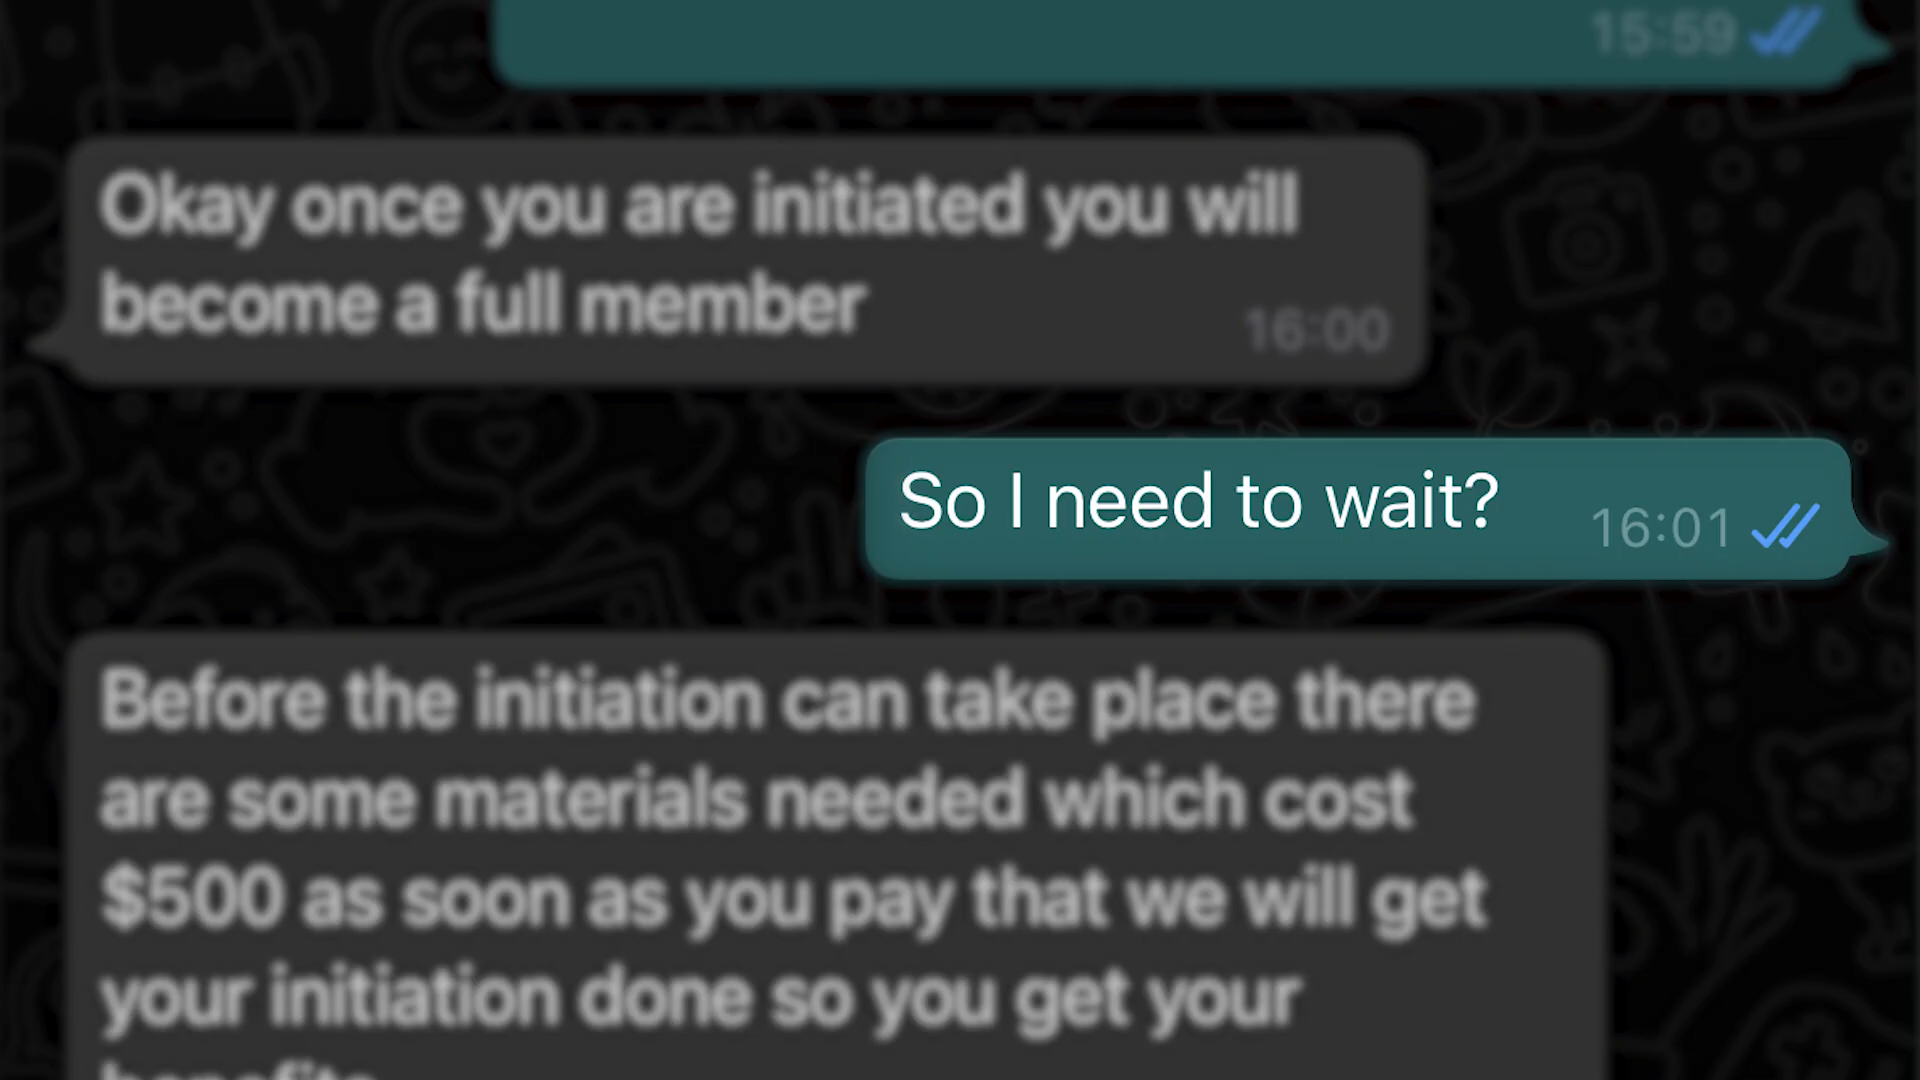 15:59
Okay once you are initiated you will
become a full member
16:00
So I need to wait?
16:01
Before the initiation can take place there
are some materials needed which cost
$500 as soon as you pay that we will get
your initiation done so you get your
benefits